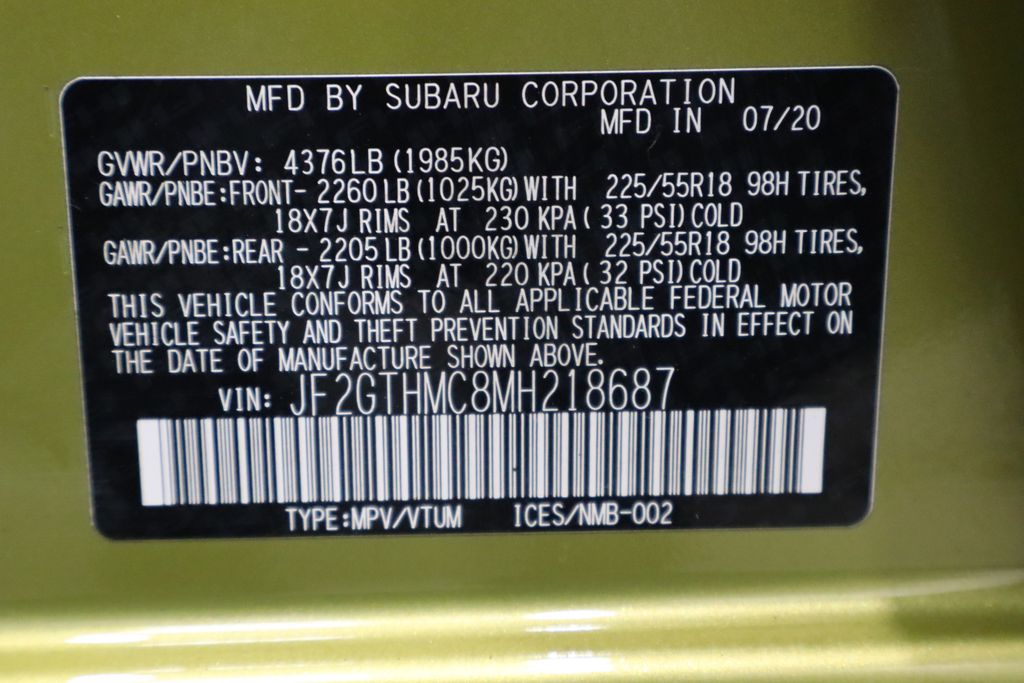 MFD BY SUBARU CORPORATION
MFD IN 07/20
GVWR/PNBV: 4376LB (1985KG)
GAWR/PNBE:FRONT- 2260 LB (1025KG) WITH 225/55R18 98H TIRES,
18X7J RIMS AT 230 KPA ( 33 PSI) COLD
GAWR/PNBE:REAR - 2205 LB (1000KG) WITH 225/55R18 98H TIRES,
18X7J RIMS AT 220 KPA ( 32 PSI) COLD
THIS VEHICLE CONFORMS TO ALL APPLICABLE FEDERAL MOTOR
VEHICLE SAFETY AND THEFT PREVENTION STANDARDS IN EFFECT ON
THE DATE OF MANUFACTURE SHOWN ABOVE.
VIN: JF2GTHMC8MH218687
TYPE:MPV/VTUM ICES/NMB-002